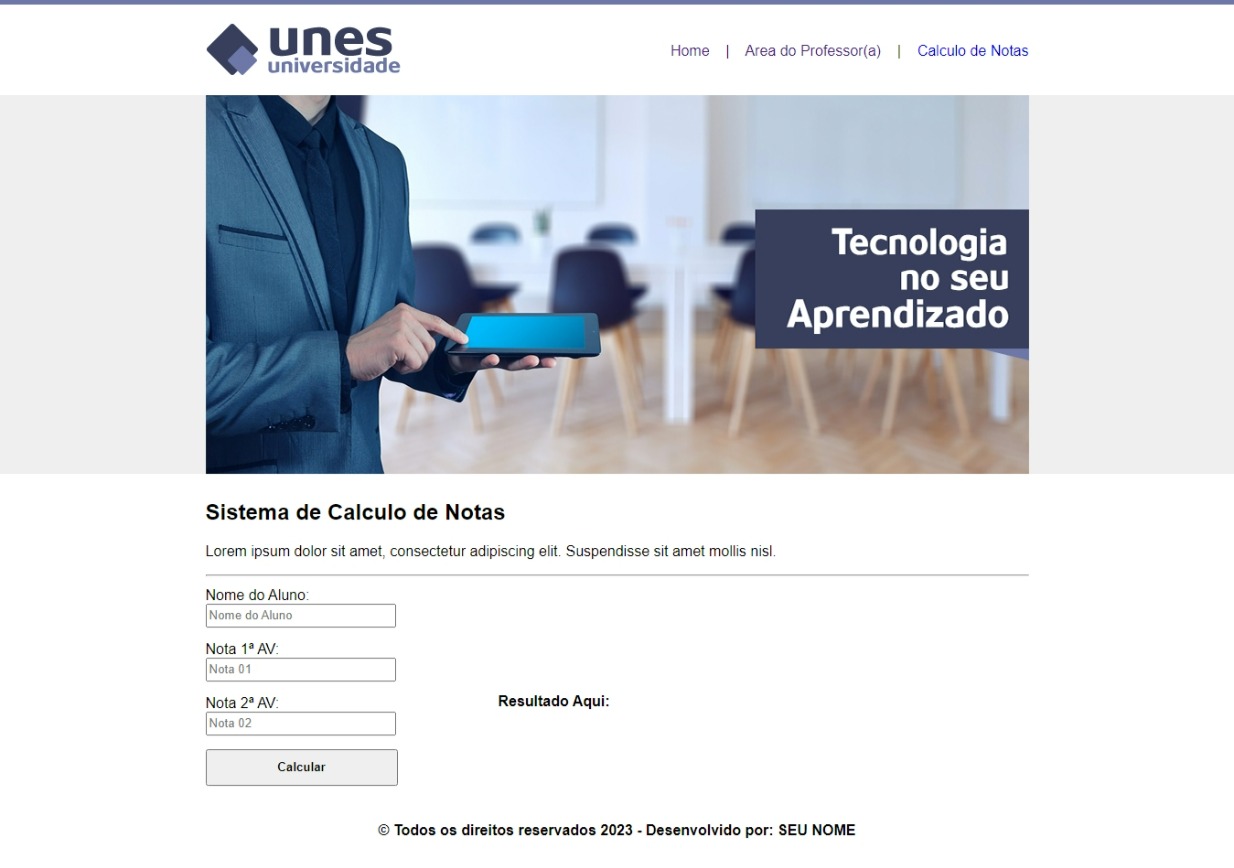 unes
universidade
Home | Area do Professor(a) | Calculo de Notas
Tecnologia
no seu
Aprendizado
Sistema de Calculo de Notas
Lorem ipsum dolor sit amet, consectetur adipiscing elit. Suspendisse sit amet mollis nisl.
Nome do Aluno:
Nome do Aluno
Nota 1ª AV:
Nota 01
Nota 2ª AV:
Nota 02
Resultado Aqui:
Calcular
© Todos os direitos reservados 2023 - Desenvolvido por: SEU NOME